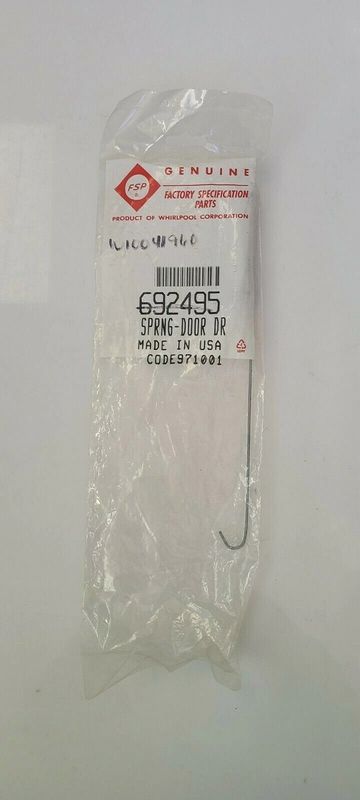 FSP
GENUINE
FACTORY SPECIFICATION
PARTS
PRODUCT OF WHIRLPOOL CORPORATION
W10041960
692495
SPRNG-DOOR DR
MADE IN USA
CODE971001